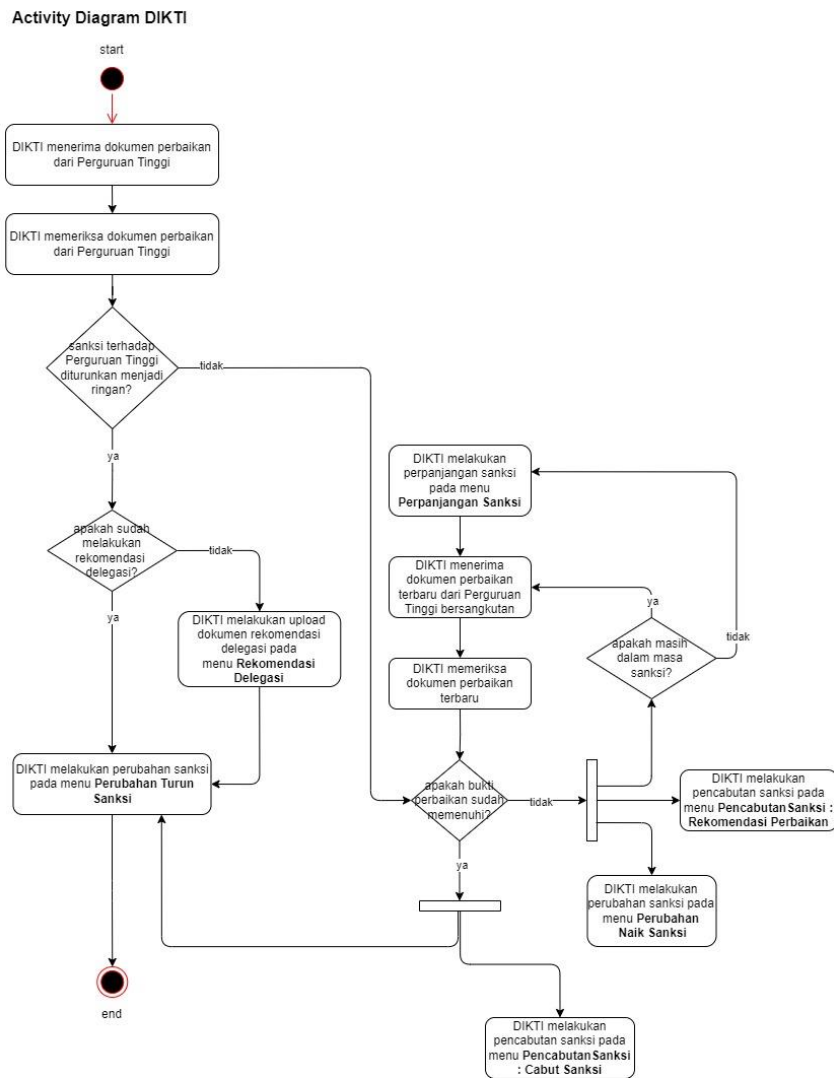 Activity Diagram DIKTI
start
DIKTI menerima dokumen perbaikan
dari Perguruan Tinggi
DIKTI memeriksa dokumen perbaikan
dari Perguruan Tinggi
sanksi terhadap
Perguruan Tinggi
diturunkan menjadi
ringan?
tidak
ya
apakah sudah
melakukan
rekomendasi
delegasi?
tidak
ya
DIKTI melakukan upload
dokumen rekomendasi
delegasi pada
menu Rekomendasi
Delegasi
DIKTI melakukan perubahan sanksi
pada menu Perubahan Turun
Sanksi
end
DIKTI melakukan
perpanjangan sanksi
pada menu
Perpanjangan Sanksi
DIKTI menerima
dokumen perbaikan
terbaru dari Perguruan
Tinggi bersangkutan
DIKTI memeriksa
dokumen perbaikan
terbaru
apakah bukti
perbaikan sudah
memenuhi?
tidak
ya
apakah masih
dalam masa
sanksi?
ya
tidak
DIKTI melakukan
pencabutan sanksi pada
menu Pencabutan Sanksi :
Rekomendasi Perbaikan
DIKTI melakukan
perubahan sanksi pada
menu Perubahan
Naik Sanksi
DIKTI melakukan
pencabutan sanksi pada
menu Pencabutan Sanksi
: Cabut Sanksi